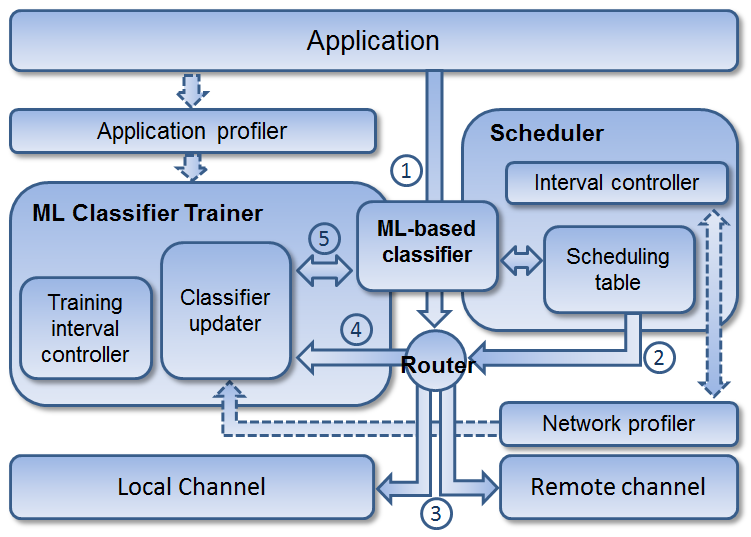 Application
Application profiler
Scheduler
1
Interval controller
ML Classifier Trainer
ML-based
classifier
5
Scheduling
table
Training
interval
controller
Classifier
updater
4
Router
2
Network profiler
Local Channel
Remote channel
3